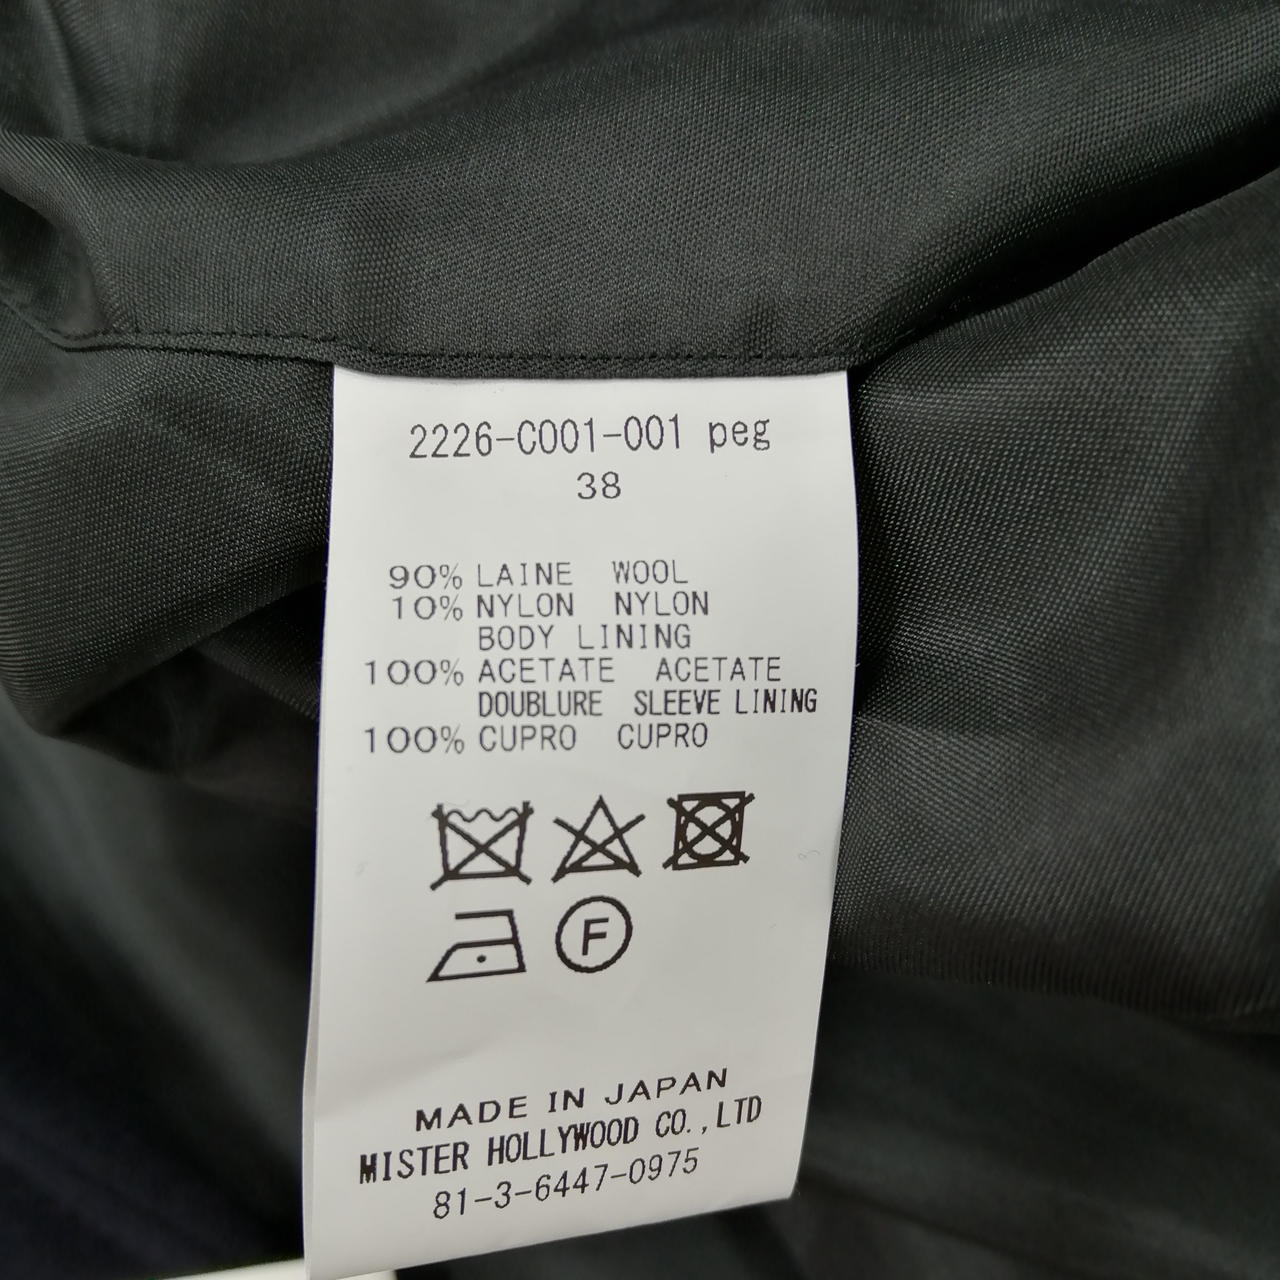 2226-C001-001 peg
38
90% LAINE WOOL
10% NYLON NYLON
BODY LINING
100% ACETATE ACETATE
DOUBLURE SLEEVE LINING
100% CUPRO CUPRO
F
MADE IN JAPAN
MISTER HOLLYWOOD CO.,LTD
81-3-6447-0975